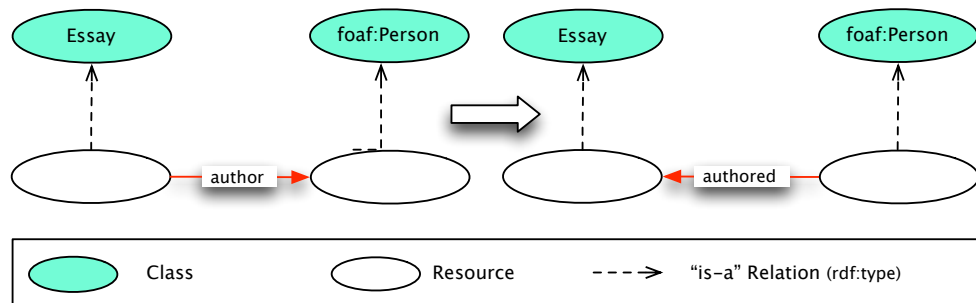 Essay
foaf:Person
Essay
foaf:Person
author
authored
Class
Resource
“is-a” Relation (rdf:type)